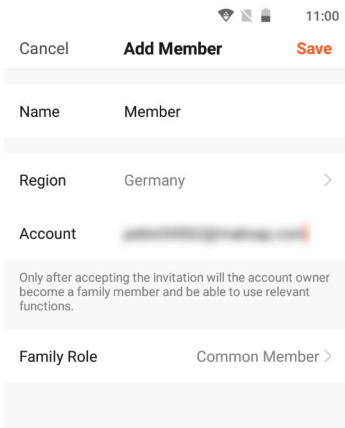 11:00
Cancel Add Member Save
Name Member
Region Germany
Account
Only after accepting the invitation will the account owner
become a family member and be able to use relevant
functions.
Family Role Common Member